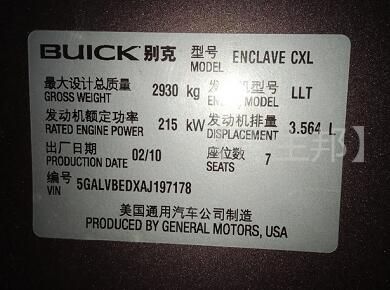 BUICK 别克 型号 ENCLAVE CXL
MODEL
最大设计总质量 2930 kg 发动机型号 LLT
GROSS WEIGHT ENGINE MODEL
发动机额定功率 215 kW 发动机排量 3.564 L
RATED ENGINE POWER DISPLACEMENT
出厂日期 02/10 座位数 7
PRODUCTION DATE SEATS
编号 5GALVBEDXAJ197178
VIN
美国通用汽车公司制造
PRODUCED BY GENERAL MOTORS, USA
邦】